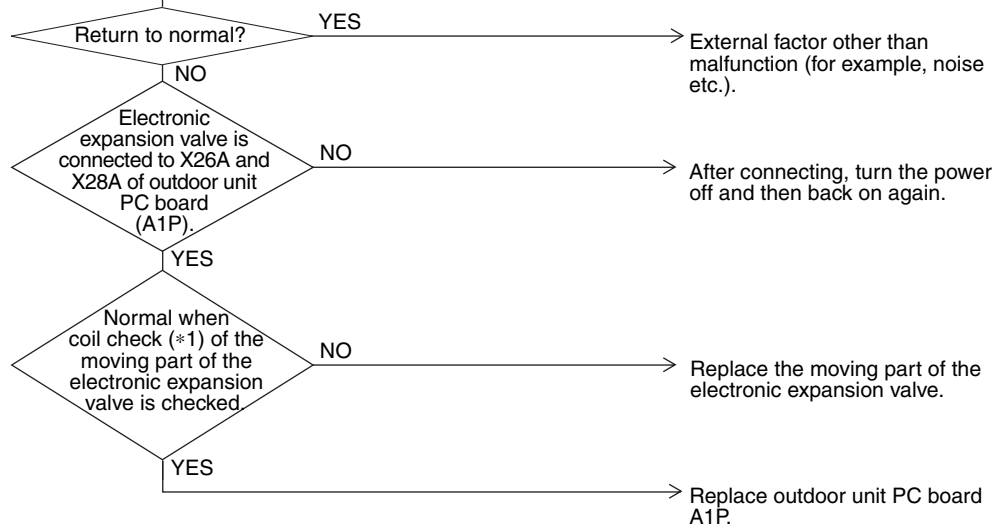 Return to normal?
YES
External factor other than
malfunction (for example, noise
etc.).
NO
Electronic
expansion valve is
connected to X26A and
X28A of outdoor unit
PC board
(A1P).
NO
After connecting, turn the power
off and then back on again.
YES
Normal when
coil check (*1) of the
moving part of the
electronic expansion
valve is checked.
NO
Replace the moving part of the
electronic expansion valve.
YES
Replace outdoor unit PC board
A1P.